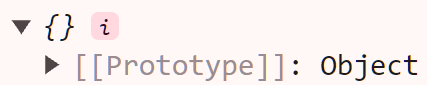 ▼ {} i
▶ [[Prototype]]: Object